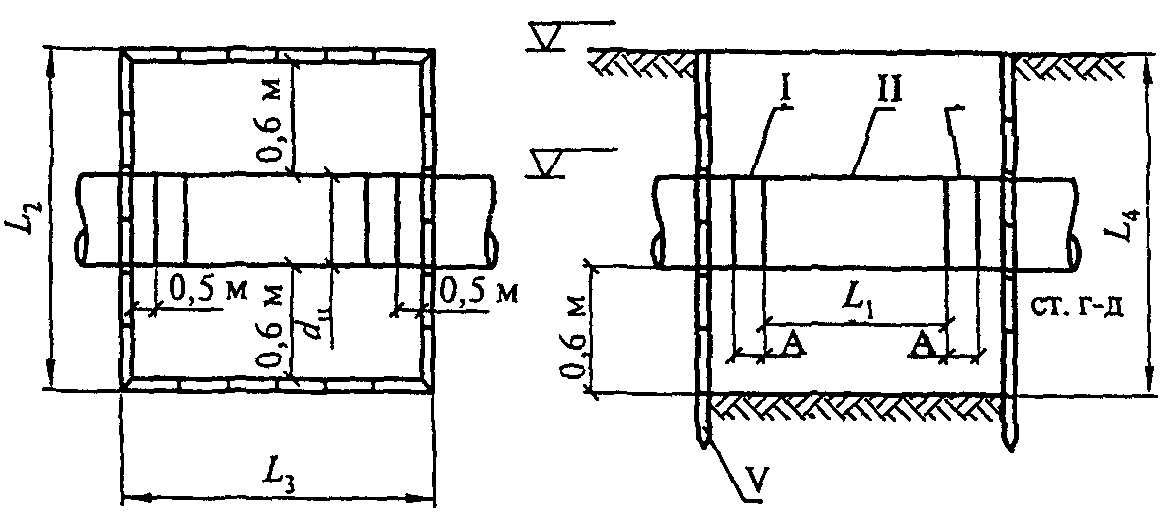 L₂
0,6 м
0,5 м
0,6 м
dн
0,5 м
L₃
I
II
L₄
0,6 м
L₁
ст. г-д
А
А
V